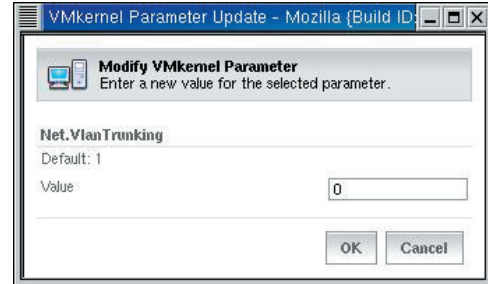 VMkernel Parameter Update - Mozilla {Build ID:
Modify VMkernel Parameter
Enter a new value for the selected parameter.
Net.VlanTrunking
Default: 1
Value 0
OK Cancel